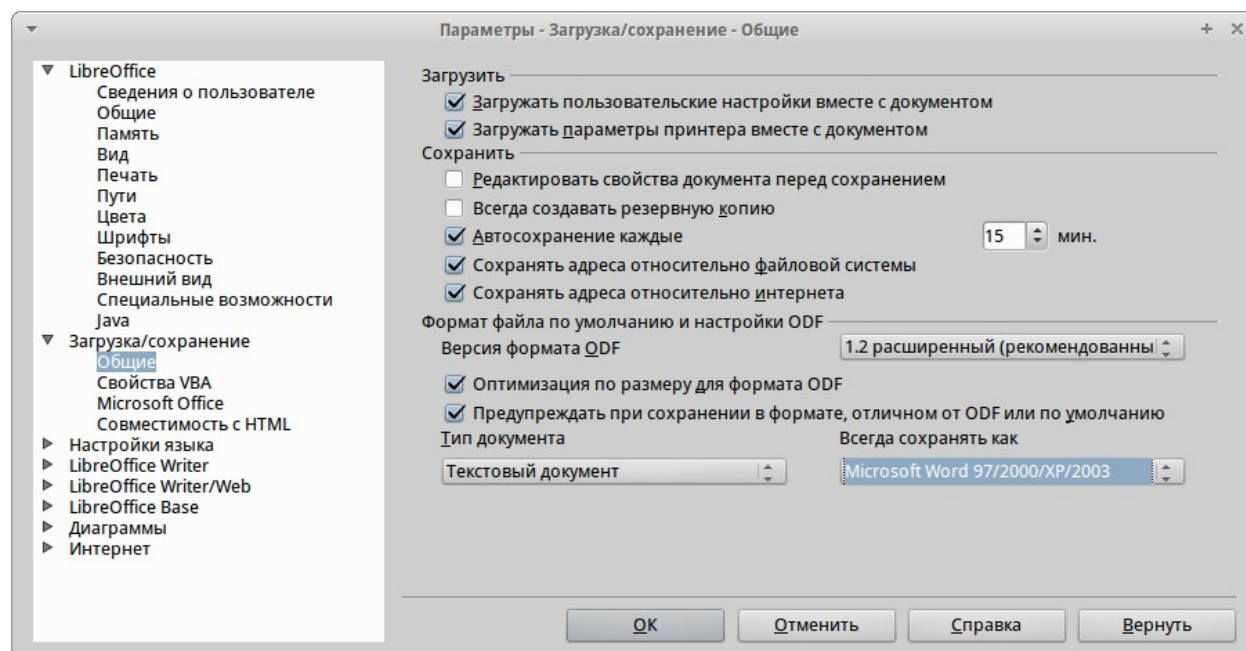 Параметры - Загрузка/сохранение - Общие
LibreOffice
Сведения о пользователе
Общие
Память
Вид
Печать
Пути
Цвета
Шрифты
Безопасность
Внешний вид
Специальные возможности
Java
Загрузка/сохранение
Общие
Свойства VBA
Microsoft Office
Совместимость с HTML
Настройки языка
LibreOffice Writer
LibreOffice Writer/Web
LibreOffice Base
Диаграммы
Интернет
Загрузить
Загружать пользовательские настройки вместе с документом
Загружать параметры принтера вместе с документом
Сохранить
Редактировать свойства документа перед сохранением
Всегда создавать резервную копию
Автосохранение каждые 15 мин.
Сохранять адреса относительно файловой системы
Сохранять адреса относительно интернета
Формат файла по умолчанию и настройки ODF
Версия формата ODF 1.2 расширенный (рекомендованны
Оптимизация по размеру для формата ODF
Предупреждать при сохранении в формате, отличном от ODF или по умолчанию
Тип документа Всегда сохранять как
Текстовый документ Microsoft Word 97/2000/XP/2003
ОК Отменить Справка Вернуть